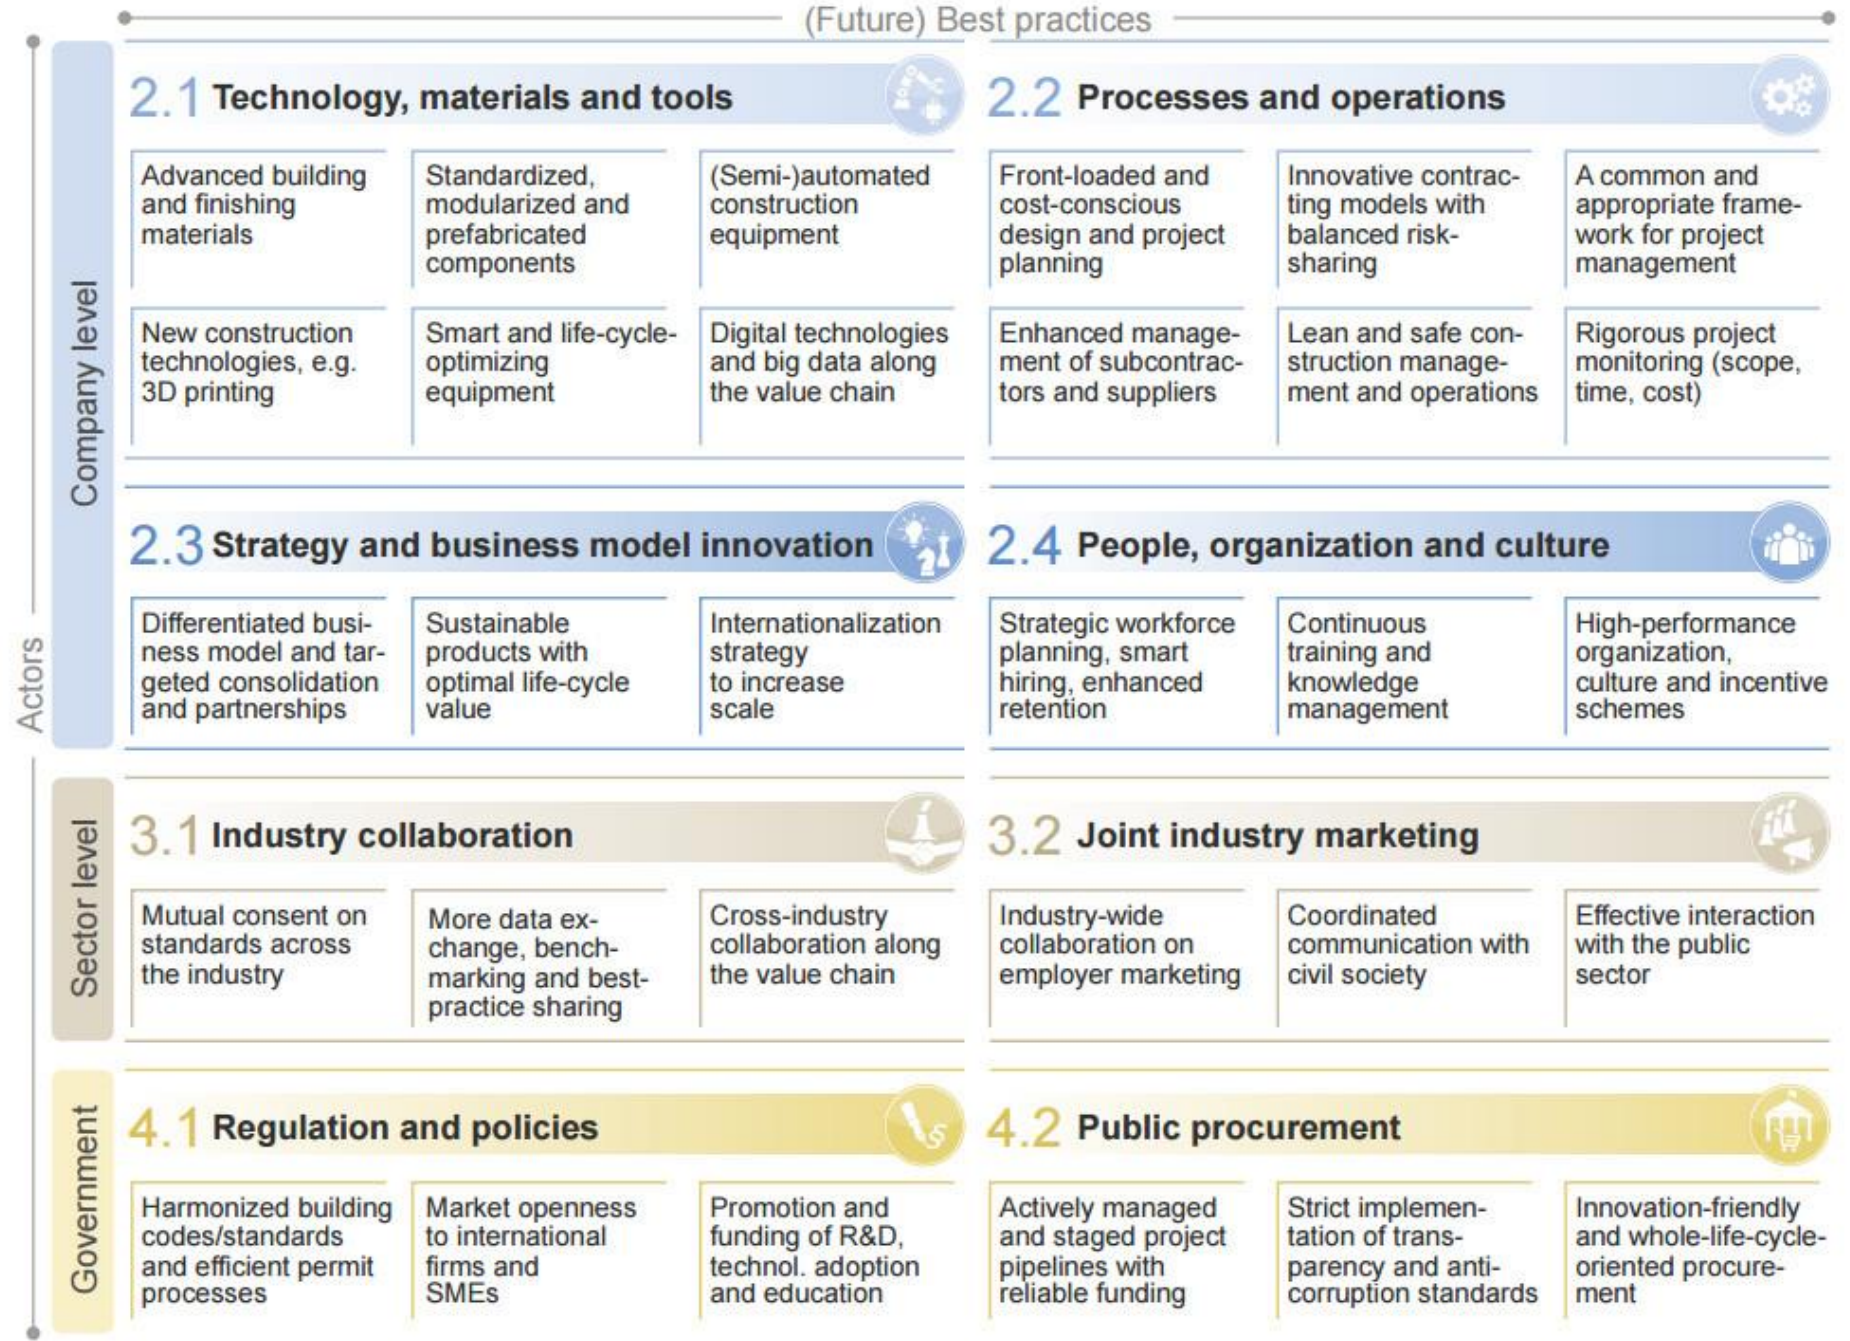 (Future) Best practices
Actors
Company level
2.1 Technology, materials and tools
Advanced building
and finishing
materials
Standardized,
modularized and
prefabricated
components
(Semi-)automated
construction
equipment
New construction
technologies, e.g.
3D printing
Smart and life-cycle-
optimizing
equipment
Digital technologies
and big data along
the value chain
2.2 Processes and operations
Front-loaded and
cost-conscious
design and project
planning
Innovative contrac-
ting models with
balanced risk-
sharing
A common and
appropriate frame-
work for project
management
Enhanced manage-
ment of subcontrac-
tors and suppliers
Lean and safe con-
struction manage-
ment and operations
Rigorous project
monitoring (scope,
time, cost)
2.3 Strategy and business model innovation
Differentiated busi-
ness model and tar-
geted consolidation
and partnerships
Sustainable
products with
optimal life-cycle
value
Internationalization
strategy
to increase
scale
2.4 People, organization and culture
Strategic workforce
planning, smart
hiring, enhanced
retention
Continuous
training and
knowledge
management
High-performance
organization,
culture and incentive
schemes
Sector level
3.1 Industry collaboration
Mutual consent on
standards across
the industry
More data ex-
change, bench-
marking and best-
practice sharing
Cross-industry
collaboration along
the value chain
3.2 Joint industry marketing
Industry-wide
collaboration on
employer marketing
Coordinated
communication with
civil society
Effective interaction
with the public
sector
Government
4.1 Regulation and policies
§
Harmonized building
codes/standards
and efficient permit
processes
Market openness
to international
firms and
SMEs
Promotion and
funding of R&D,
technol. adoption
and education
4.2 Public procurement
Actively managed
and staged project
pipelines with
reliable funding
Strict implemen-
tation of trans-
parency and anti-
corruption standards
Innovation-friendly
and whole-life-cycle-
oriented procure-
ment